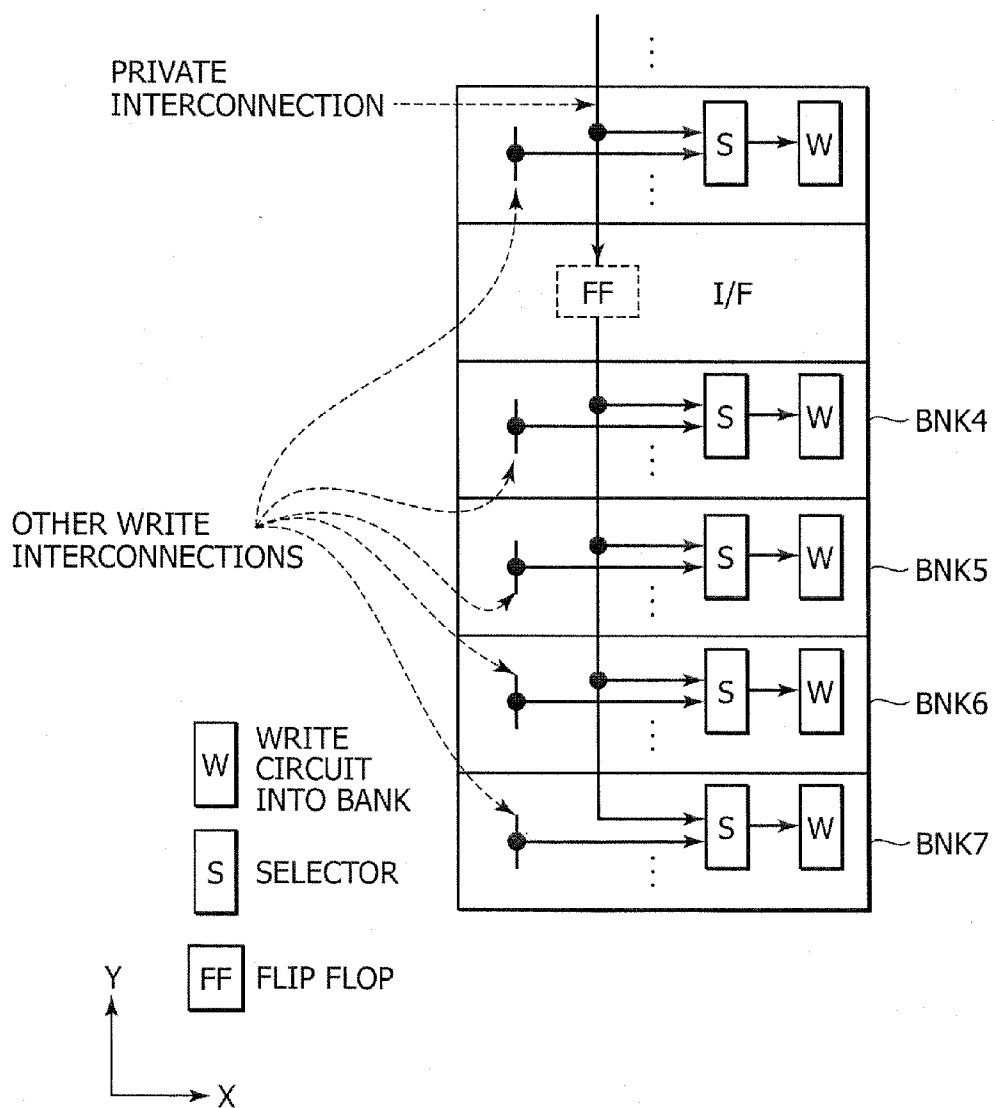 PRIVATE
INTERCONNECTION
S
W
FF
I/F
S
W
BNK4
OTHER WRITE
INTERCONNECTIONS
S
W
BNK5
S
W
BNK6
W
WRITE
CIRCUIT
INTO BANK
S
W
BNK7
S
SELECTOR
FF
FLIP FLOP
Y
X